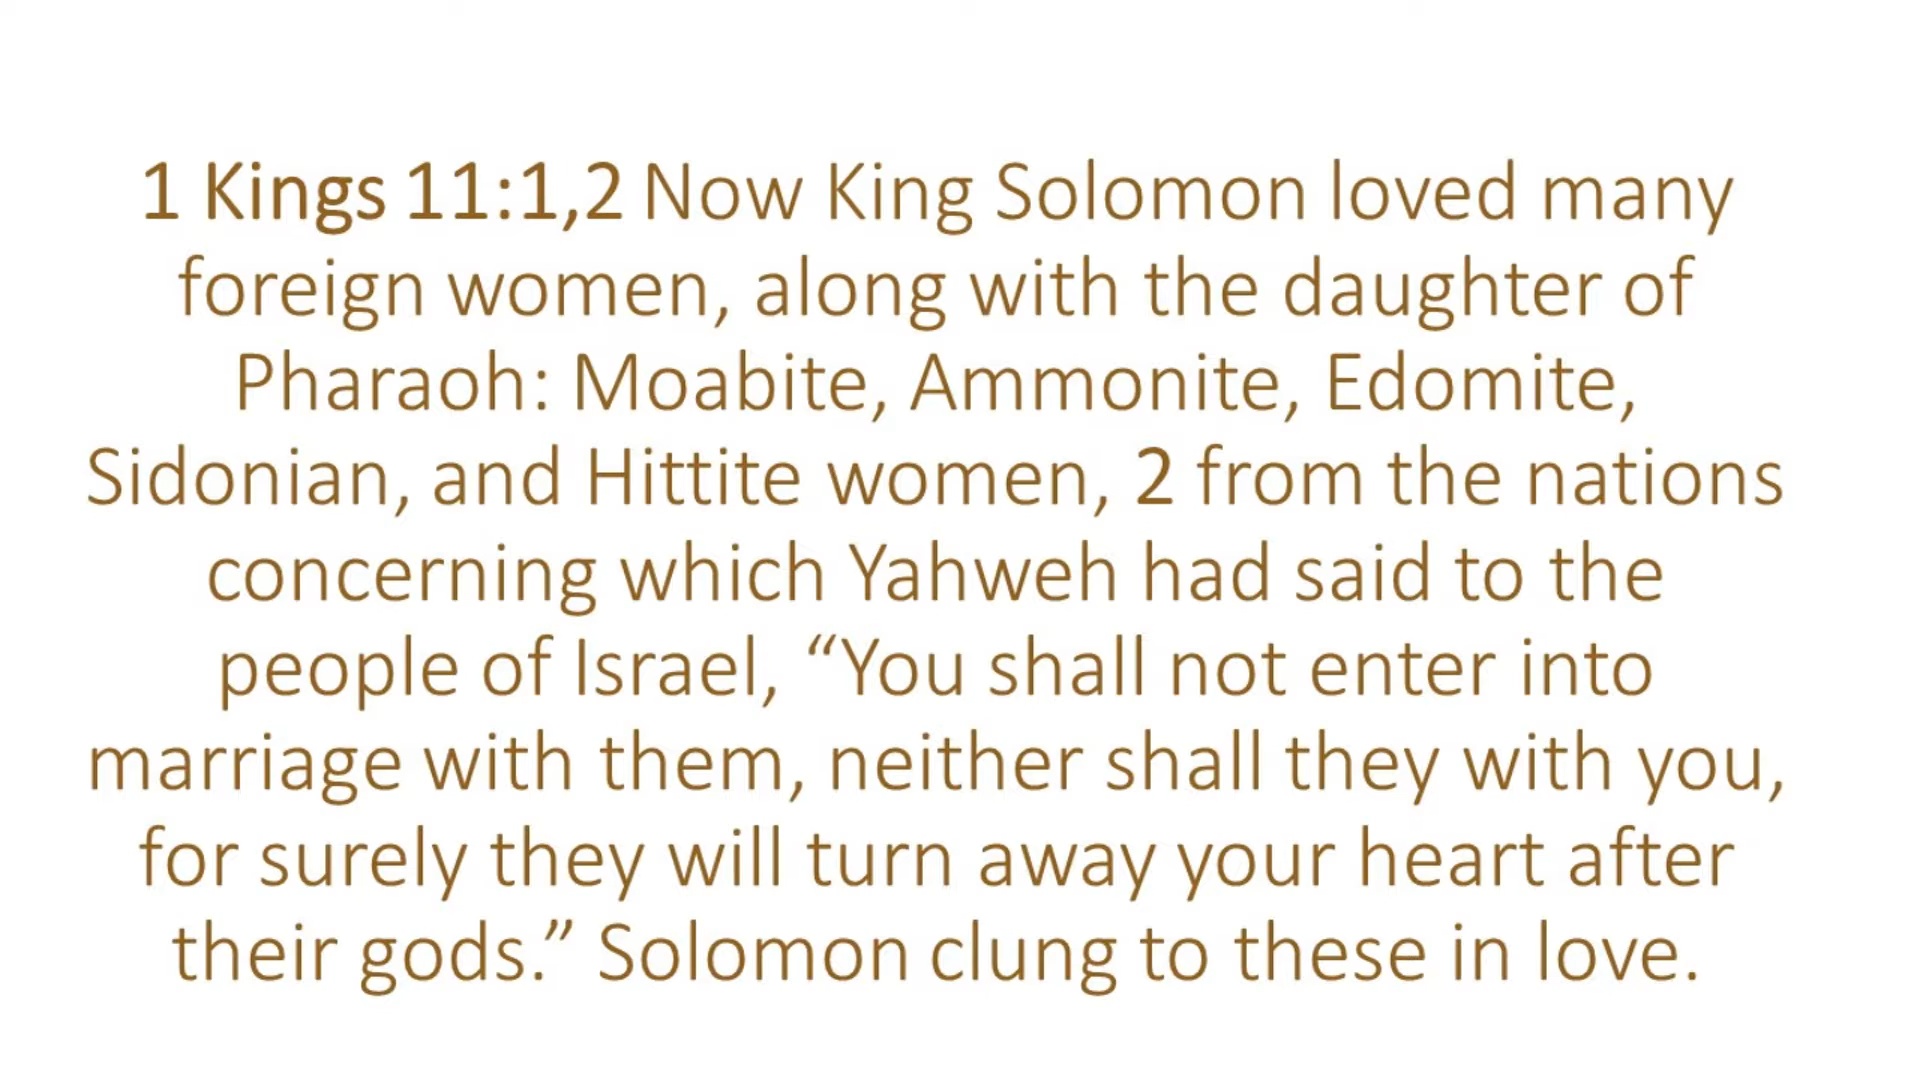 1 Kings 11:1,2 Now King Solomon loved many
foreign women, along with the daughter of
Pharaoh: Moabite, Ammonite, Edomite,
Sidonian, and Hittite women, 2 from the nations
concerning which Yahweh had said to the
people of Israel, “You shall not enter into
marriage with them, neither shall they with you,
for surely they will turn away your heart after
their gods.” Solomon clung to these in love.